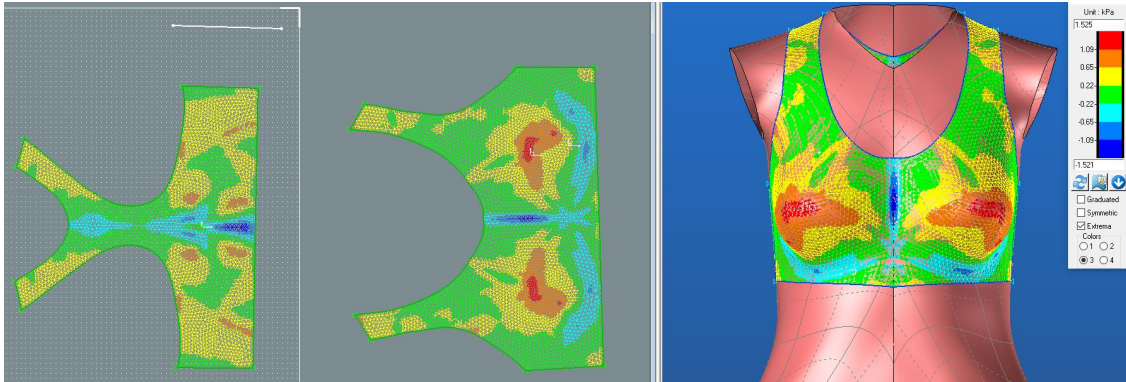 Unit : kPa
1.525
1.09
0.65
0.22
-0.22
-0.65
-1.09
-1.521
Graduated
Symmetric
Extrema
Colors
1 2
3 4